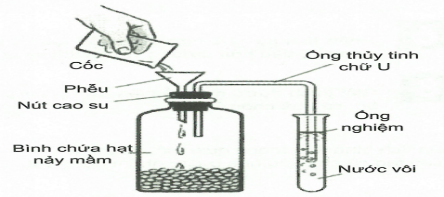 Cốc
Phễu
Nút cao su
Bình chứa hạt
nảy mầm
Ống thủy tinh
chữ U
Ống
nghiệm
Nước vôi